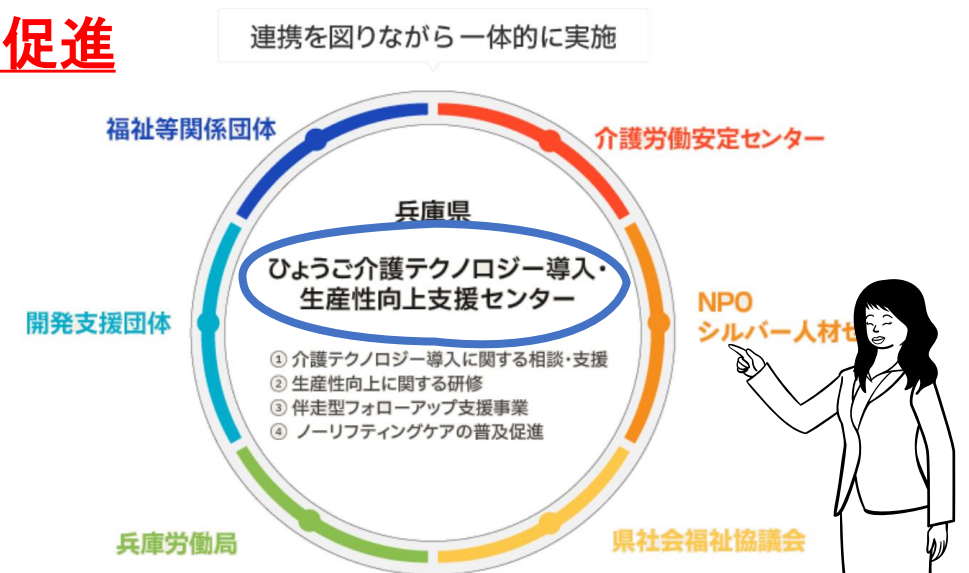 促進
連携を図りながら一体的に実施
福祉等関係団体
介護労働安定センター
兵庫県
ひょうご介護テクノロジー導入・
生産性向上支援センター
開発支援団体
NPO
シルバー人材セ
① 介護テクノロジー導入に関する相談・支援
② 生産性向上に関する研修
③ 伴走型フォローアップ支援事業
④ ノーリフティングケアの普及促進
兵庫労働局
県社会福祉協議会